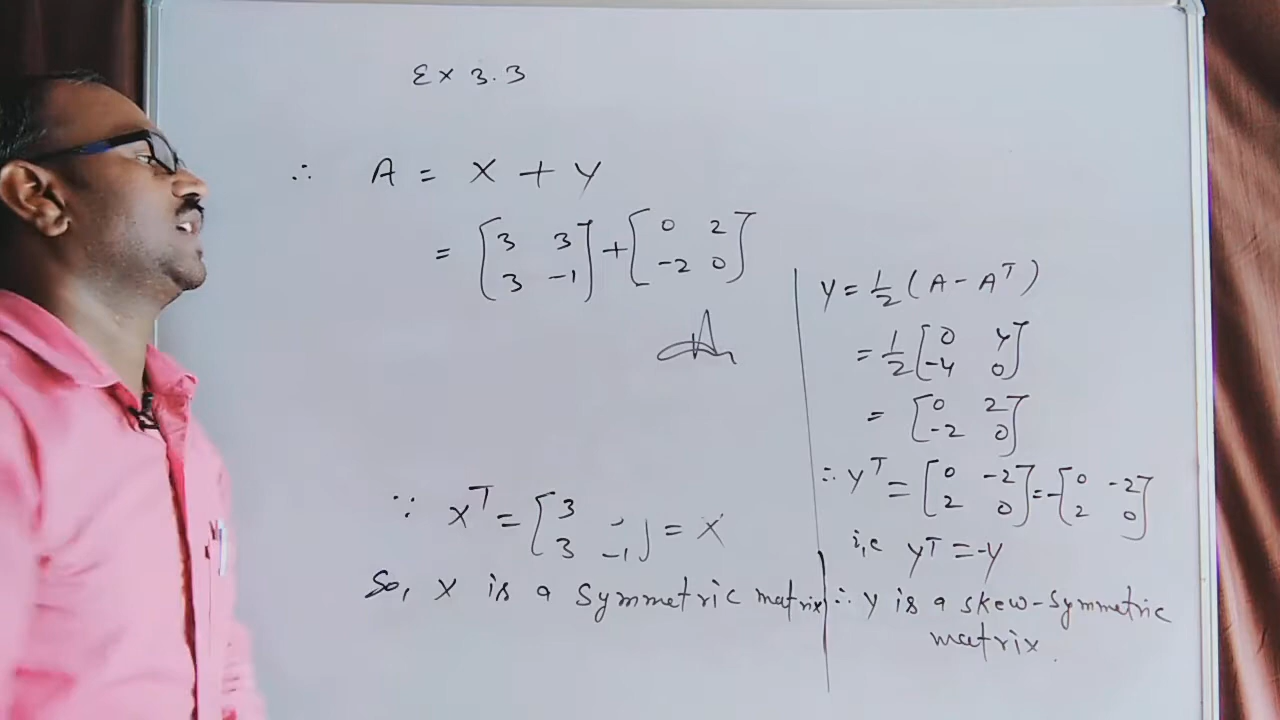 Ex 3.3
∴ A = X + Y
= [3 3; 3 -1] + [0 2; -2 0]
∵ X^T = [3 ; 3 -1] = X
So, X is a symmetric matrix
Y = 1/2 (A - A^T)
= 1/2 [0 4; -4 0]
= [0 2; -2 0]
∴ Y^T = [0 -2; 2 0] = -[0 -2; 2 0]
i,e Y^T = -Y
∴ Y is a skew-symmetric
matrix.